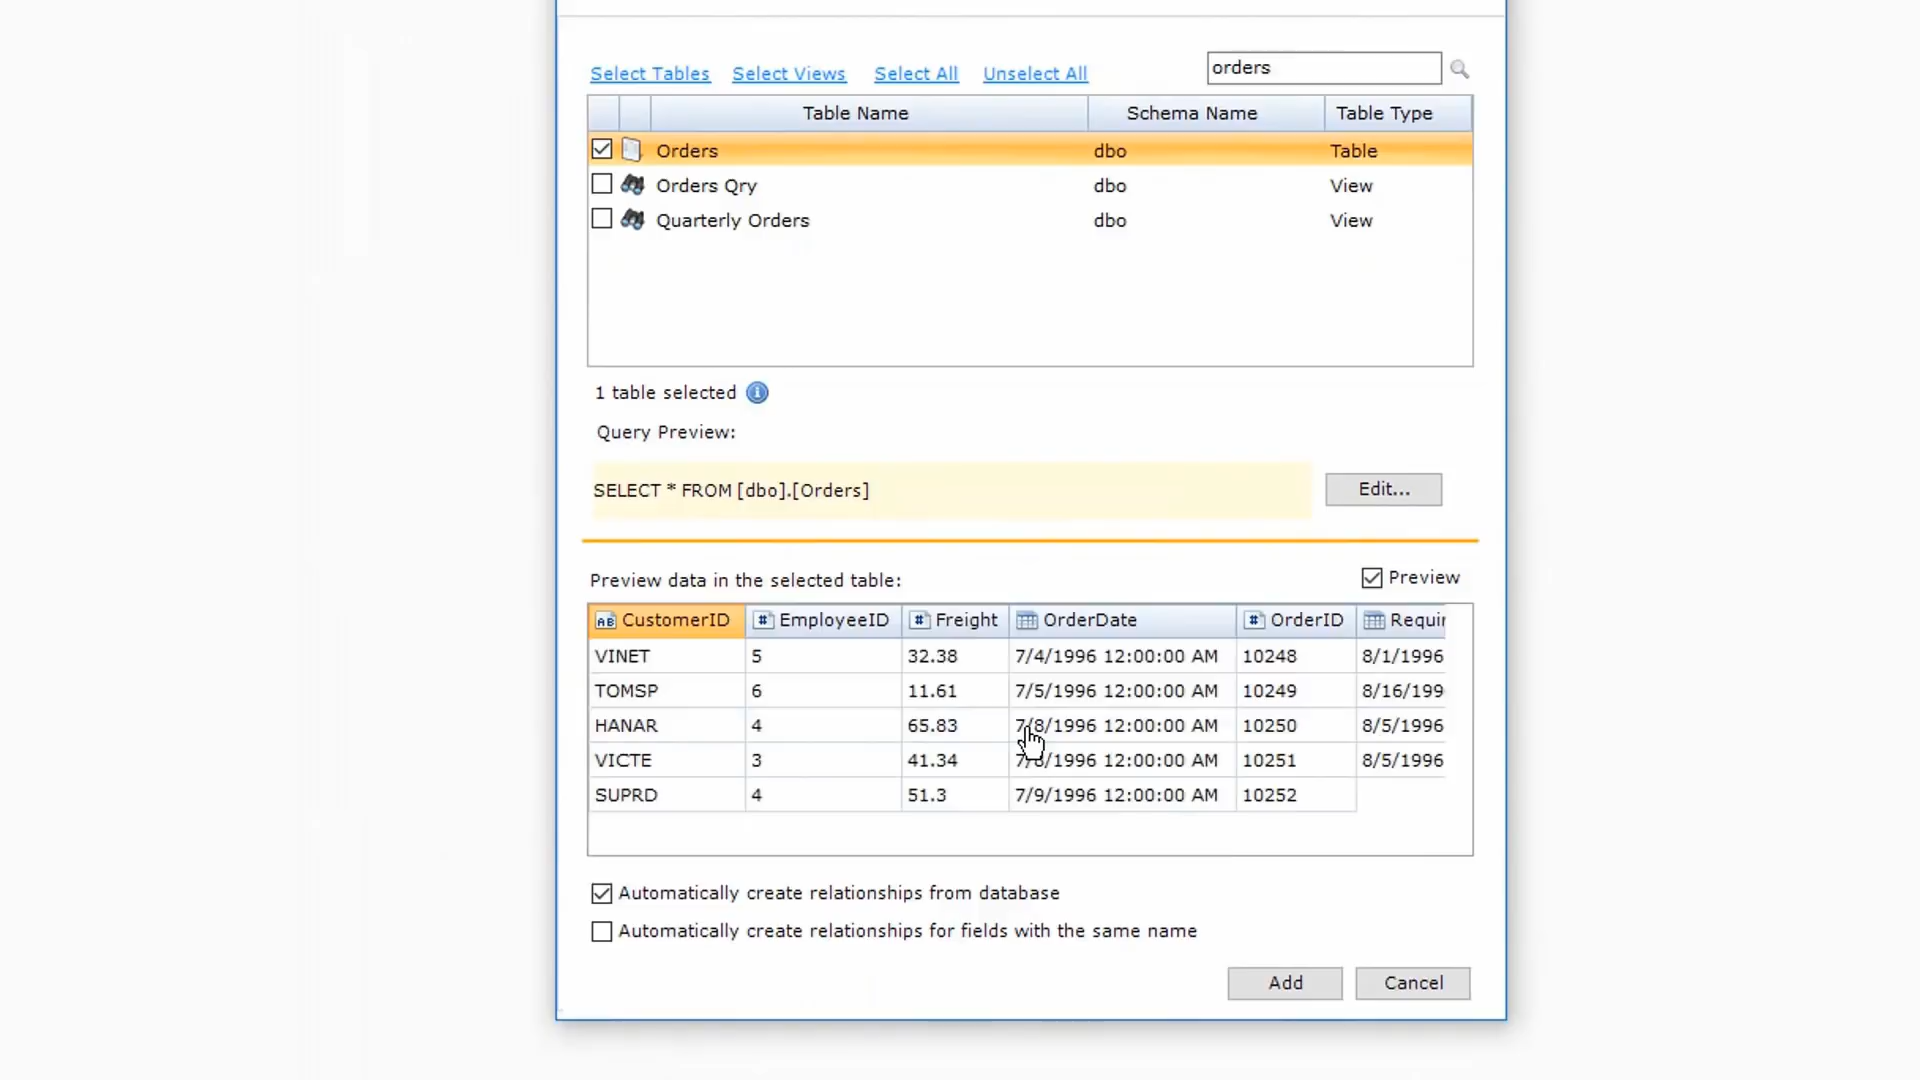 Select Tables Select Views Select All Unselect All orders
Table Name Schema Name Table Type
Orders dbo Table
Orders Qry dbo View
Quarterly Orders dbo View
1 table selected
Query Preview:
SELECT * FROM [dbo].[Orders] Edit...
Preview data in the selected table: Preview
CustomerID EmployeeID Freight OrderDate OrderID Requir
VINET 5 32.38 7/4/1996 12:00:00 AM 10248 8/1/1996
TOMSP 6 11.61 7/5/1996 12:00:00 AM 10249 8/16/199
HANAR 4 65.83 7/8/1996 12:00:00 AM 10250 8/5/1996
VICTE 3 41.34 7/8/1996 12:00:00 AM 10251 8/5/1996
SUPRD 4 51.3 7/9/1996 12:00:00 AM 10252
Automatically create relationships from database
Automatically create relationships for fields with the same name
Add Cancel